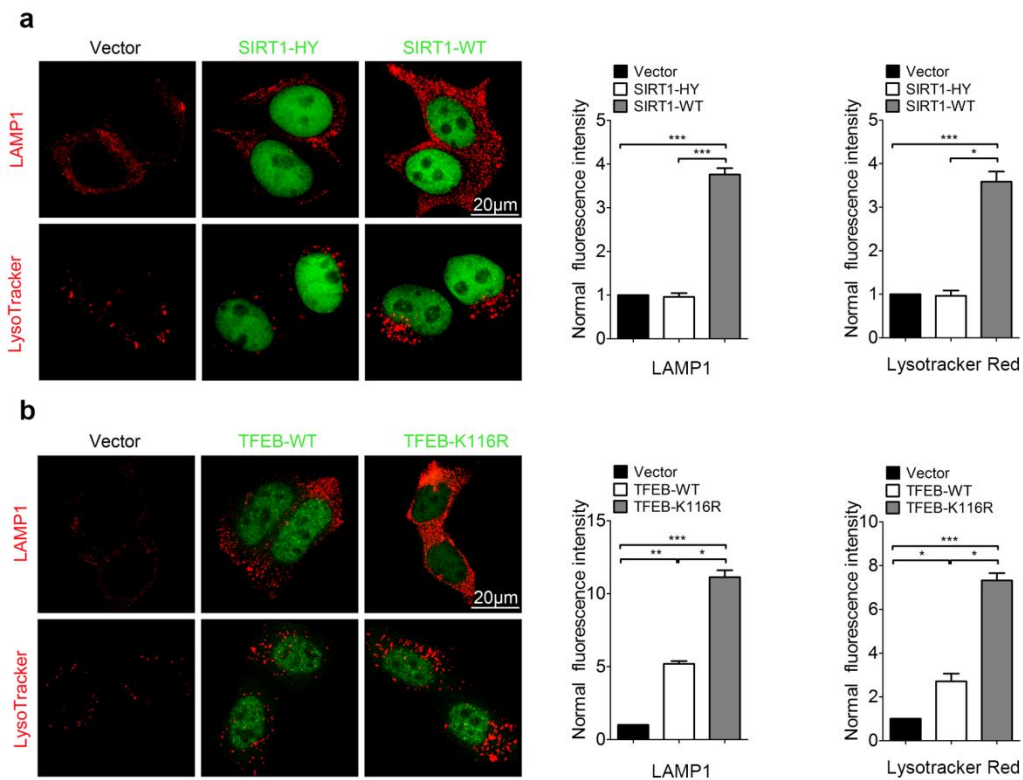 a
Vector SIRT1-HY SIRT1-WT
LAMP1
20µm
LysoTracker
Vector
SIRT1-HY
SIRT1-WT
Normal fluorescence intensity
5
4
3
2
1
0
***
***
LAMP1
Vector
SIRT1-HY
SIRT1-WT
Normal fluorescence intensity
5
4
3
2
1
0
***
*
Lysotracker Red
b
Vector TFEB-WT TFEB-K116R
LAMP1
20µm
LysoTracker
Vector
TFEB-WT
TFEB-K116R
Normal fluorescence intensity
15
10
5
0
***
** *
LAMP1
Vector
TFEB-WT
TFEB-K116R
Normal fluorescence intensity
10
8
6
4
2
0
***
* *
Lysotracker Red